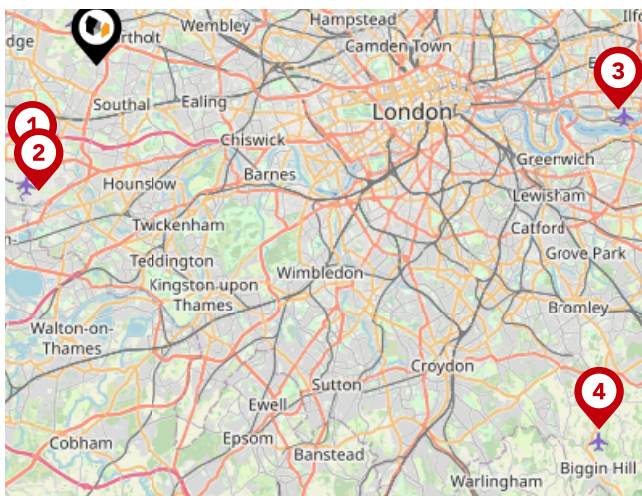 Hampstead
Wembley
Ilfo
dge
rtholt
Camden Town
E
3
Southal
Ealing
London
1
Chiswick
2
Greenwich
Barnes
Hounslow
Lewisham
Twickenham
Catford
n-
Teddington
Grove Park
Wimbledon
Kingston upon
Thames
Bromley
Walton-on-
Thames
Croydon
Sutton
4
Ewell
Epsom
Cobham
Banstead
Biggin Hill
Warlingham